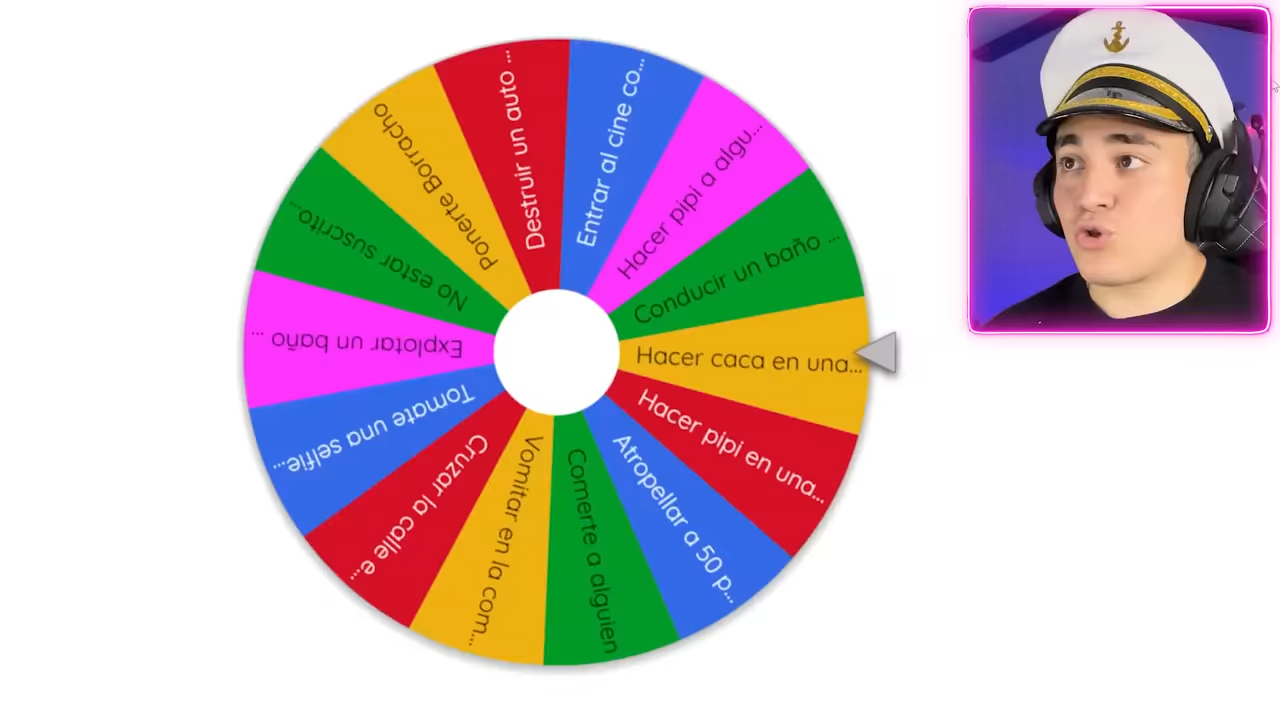 Destruir un auto ...
Entrar al cine co...
Hacer pipi a algu...
Conducir un baño ...
Hacer caca en una...
Hacer pipi en una...
Atropellar a 50 p...
Comerte a alguien
Vomitar en la com...
Cruzar la calle e...
Tomate una selfie...
Explotar un baño ...
No estar suscrito...
Ponerte Borracho